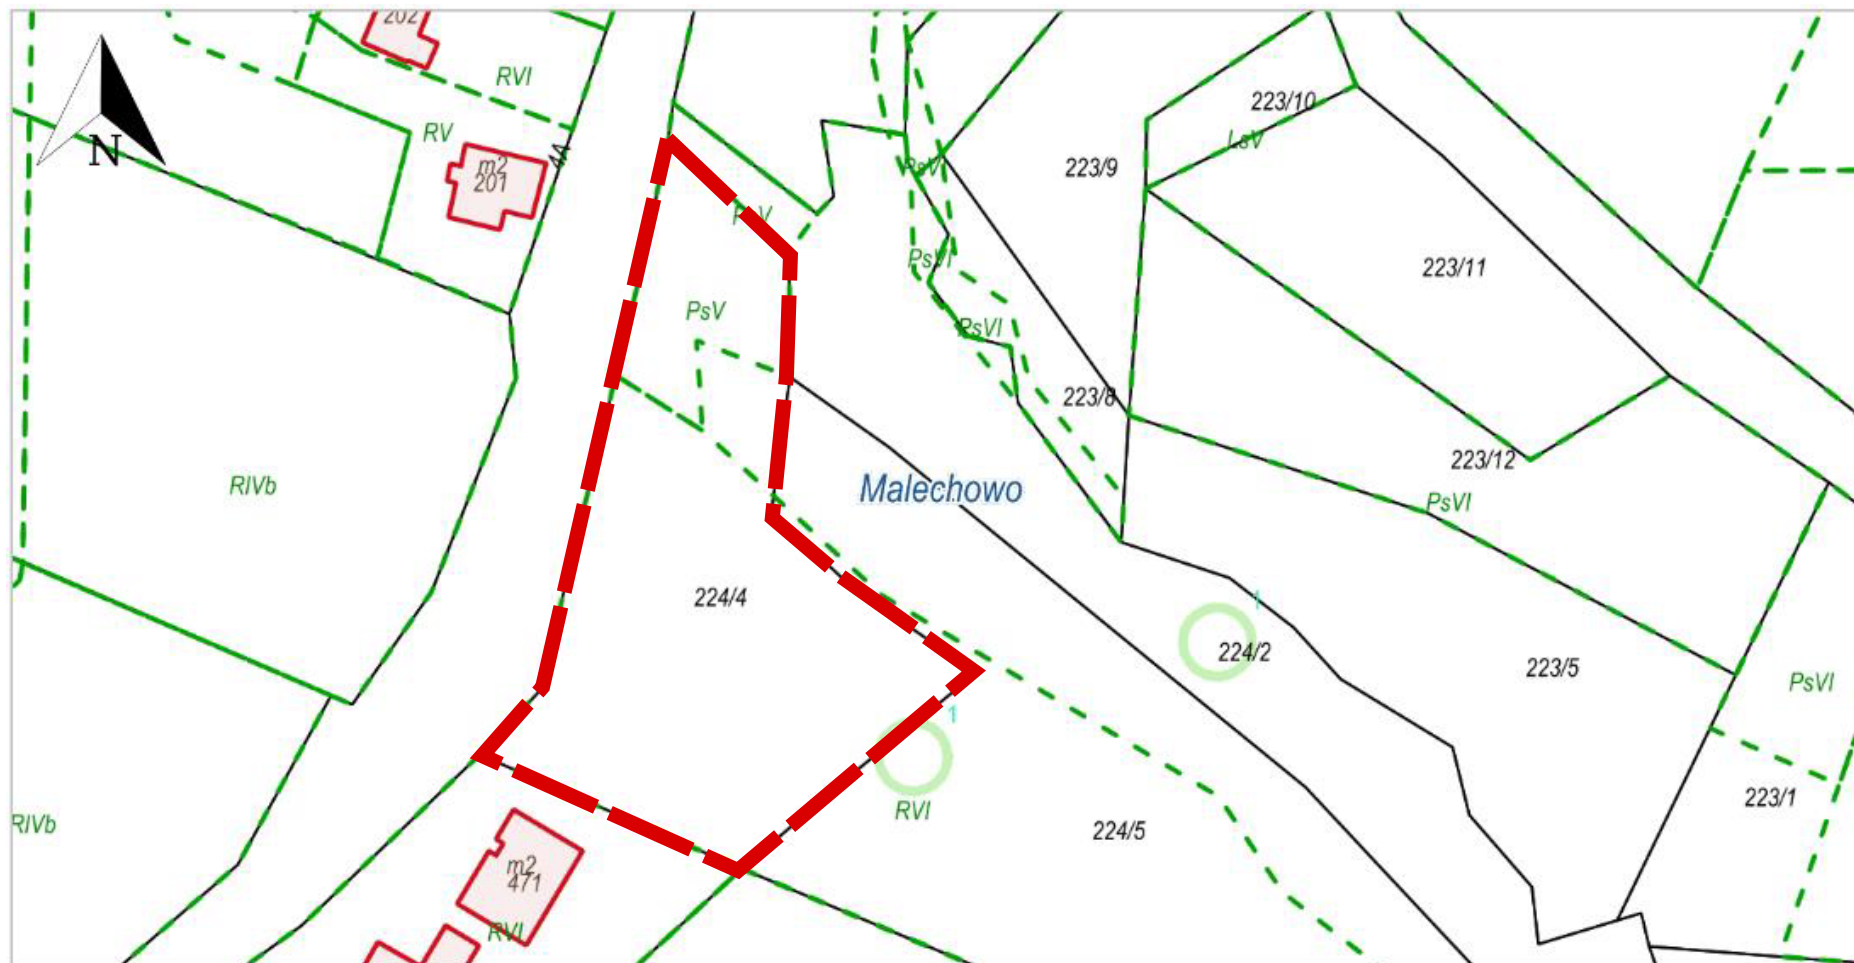 202
RVI
223/10
RV
LsV
N
m2
201
4A
223/9
PsV
PsVI
223/11
PsV
PsVI
223/8
223/12
RIVb
Malechowo
PsVI
224/4
1
224/2
223/5
PsVI
1
223/1
RVI
RIVb
224/5
m2
471
RVI